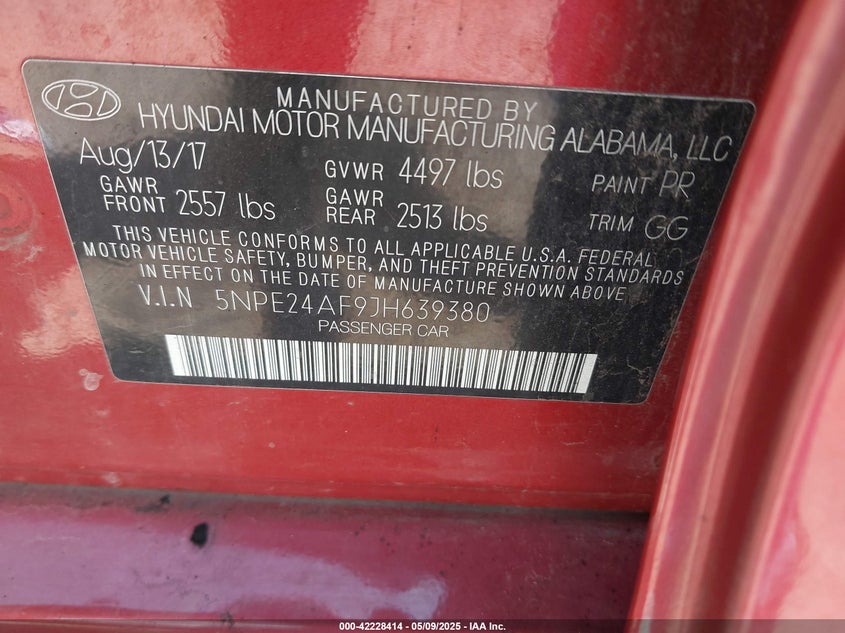 MANUFACTURED BY
HYUNDAI MOTOR MANUFACTURING ALABAMA, LLC
Aug/13/17 GVWR 4497 lbs PAINT PR
GAWR FRONT 2557 lbs GAWR REAR 2513 lbs TRIM GG
THIS VEHICLE CONFORMS TO ALL APPLICABLE U.S.A. FEDERAL
MOTOR VEHICLE SAFETY, BUMPER, AND THEFT PREVENTION STANDARDS
IN EFFECT ON THE DATE OF MANUFACTURE SHOWN ABOVE
V.I.N 5NPE24AF9JH639380
PASSENGER CAR
000-42228414 - 05/09/2025 - IAA Inc.